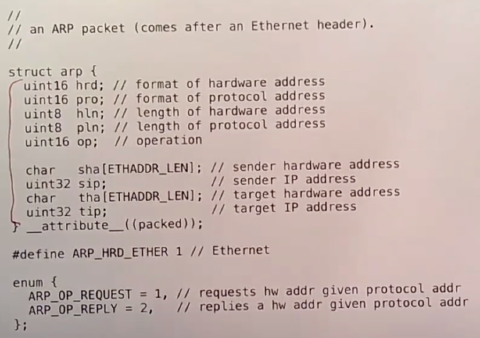 //
// an ARP packet (comes after an Ethernet header).
//
struct arp {
uint16 hrd; // format of hardware address
uint16 pro; // format of protocol address
uint8 hln; // length of hardware address
uint8 pln; // length of protocol address
uint16 op; // operation
char sha[ETHADDR_LEN]; // sender hardware address
uint32 sip; // sender IP address
char tha[ETHADDR_LEN]; // target hardware address
uint32 tip; // target IP address
} __attribute__((packed));
#define ARP_HRD_ETHER 1 // Ethernet
enum {
ARP_OP_REQUEST = 1, // requests hw addr given protocol addr
ARP_OP_REPLY = 2, // replies a hw addr given protocol addr
};